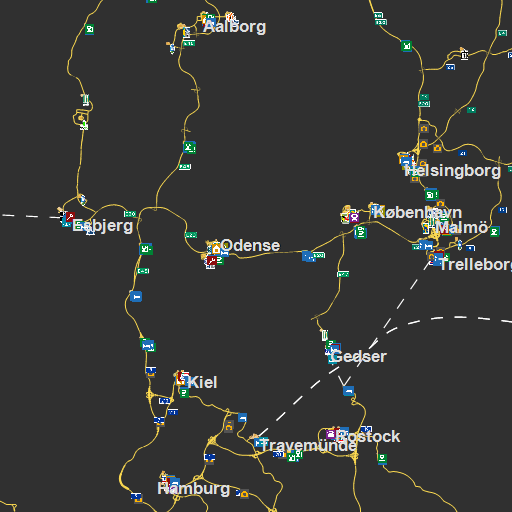 Aalborg
Helsingborg
København
Esbjerg
Malmö
Odense
Trelleborg
Gedser
Kiel
Rostock
Travemünde
Hamburg